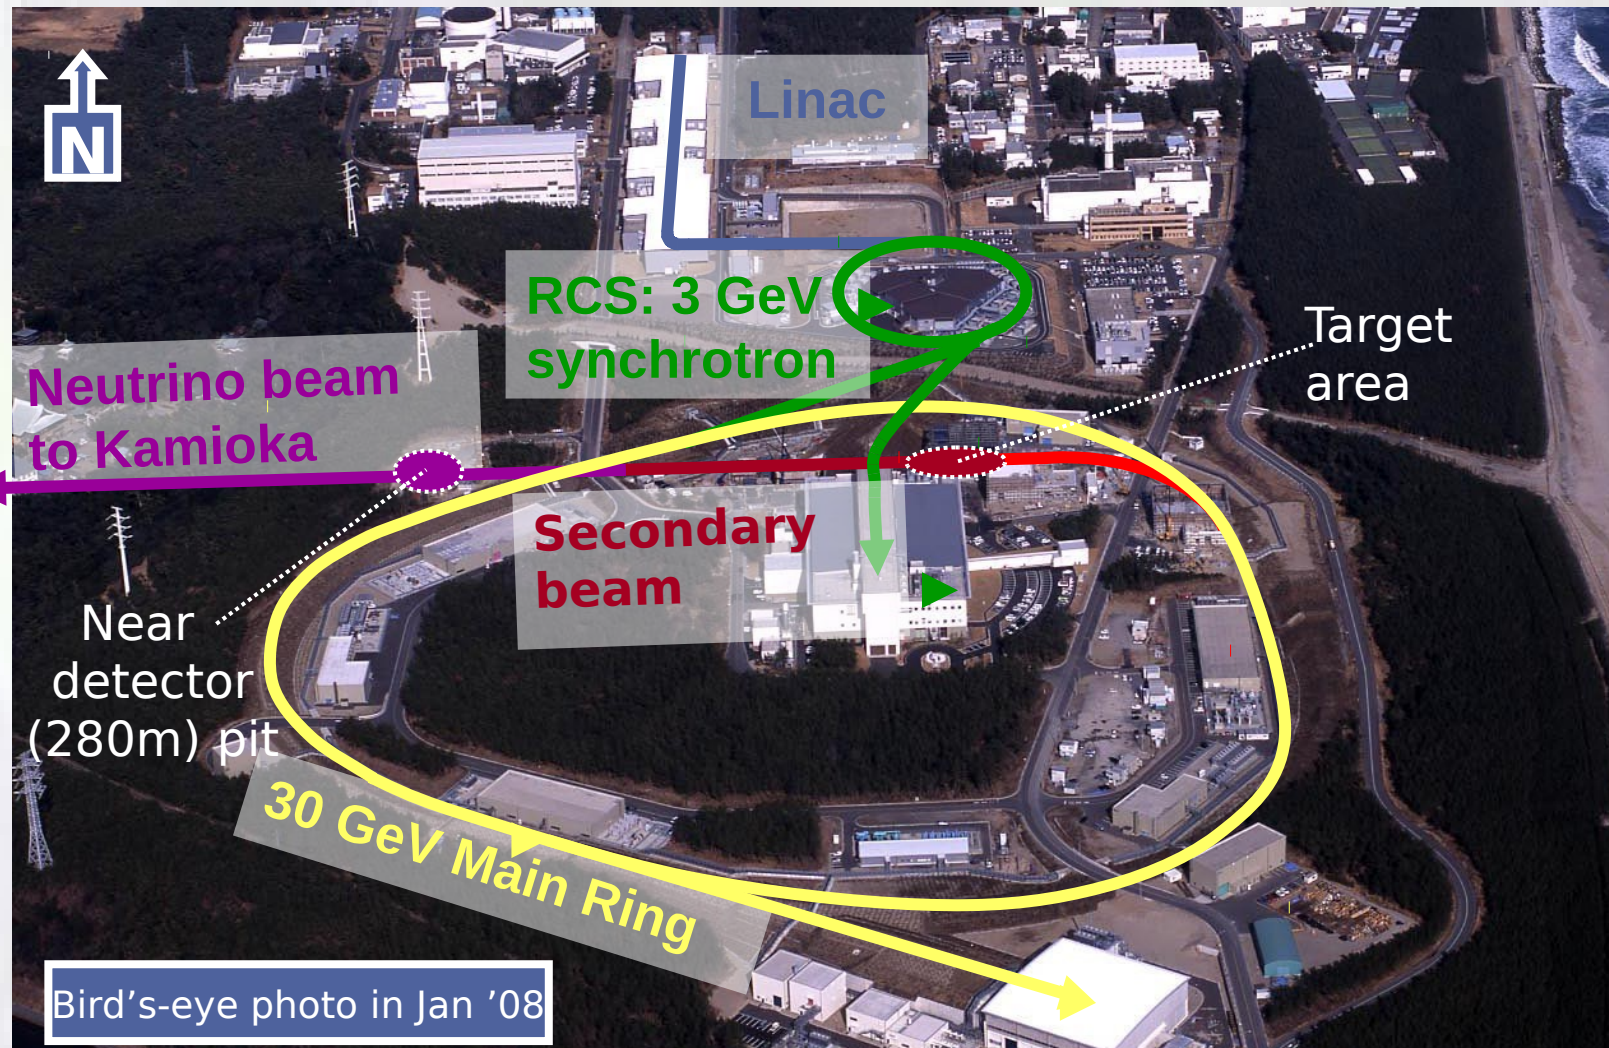 N
Linac
RCS: 3 GeV
synchrotron
Target
area
Neutrino beam
to Kamioka
Secondary
beam
Near
detector
(280m) pit
30 GeV Main Ring
Bird’s-eye photo in Jan ’08